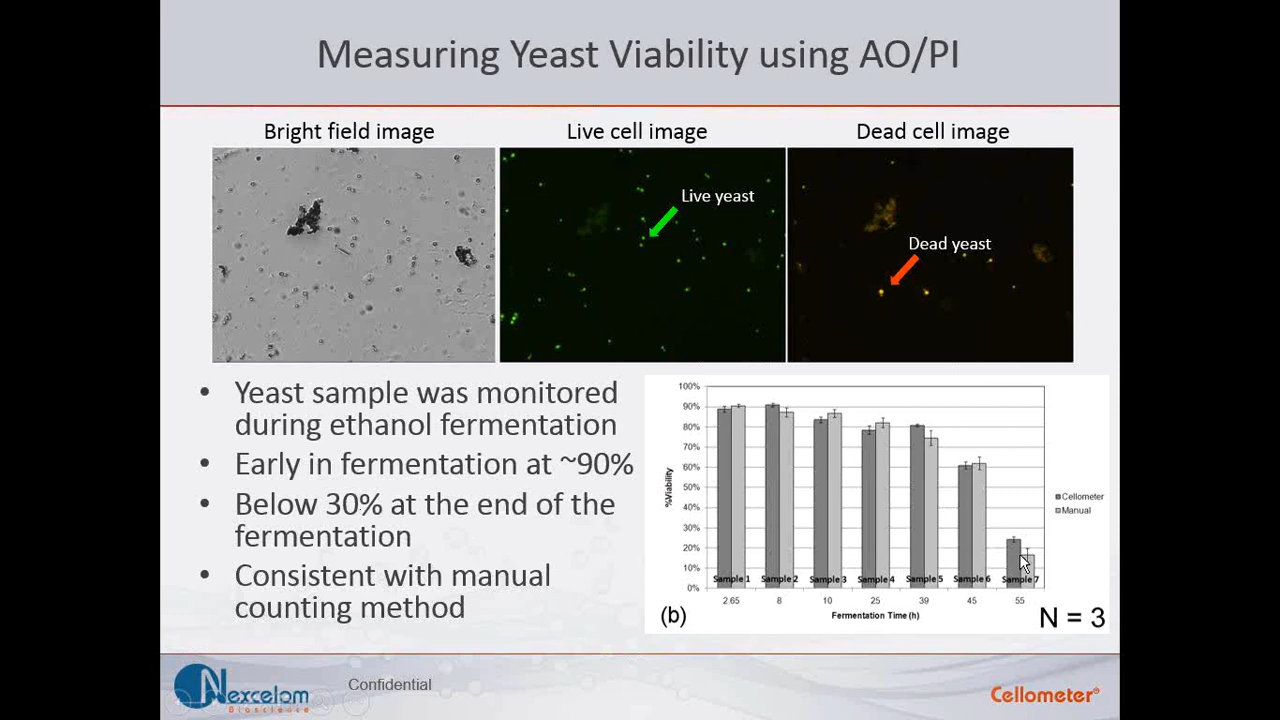 Measuring Yeast Viability using AO/PI
Bright field image
Live cell image
Dead cell image
Live yeast
Dead yeast
• Yeast sample was monitored
during ethanol fermentation
• Early in fermentation at ~90%
• Below 30% at the end of the
fermentation
• Consistent with manual
counting method
100%
90%
80%
70%
60%
50%
40%
30%
20%
10%
0%
%Viability
Sample 1
Sample 2
Sample 3
Sample 4
Sample 5
Sample 6
Sample 7
2.65
8
10
25
39
45
55
Fermentation Time (h)
Cellometer
Manual
(b)
N = 3
Nexcelom
Bioscience
Confidential
Cellometer®